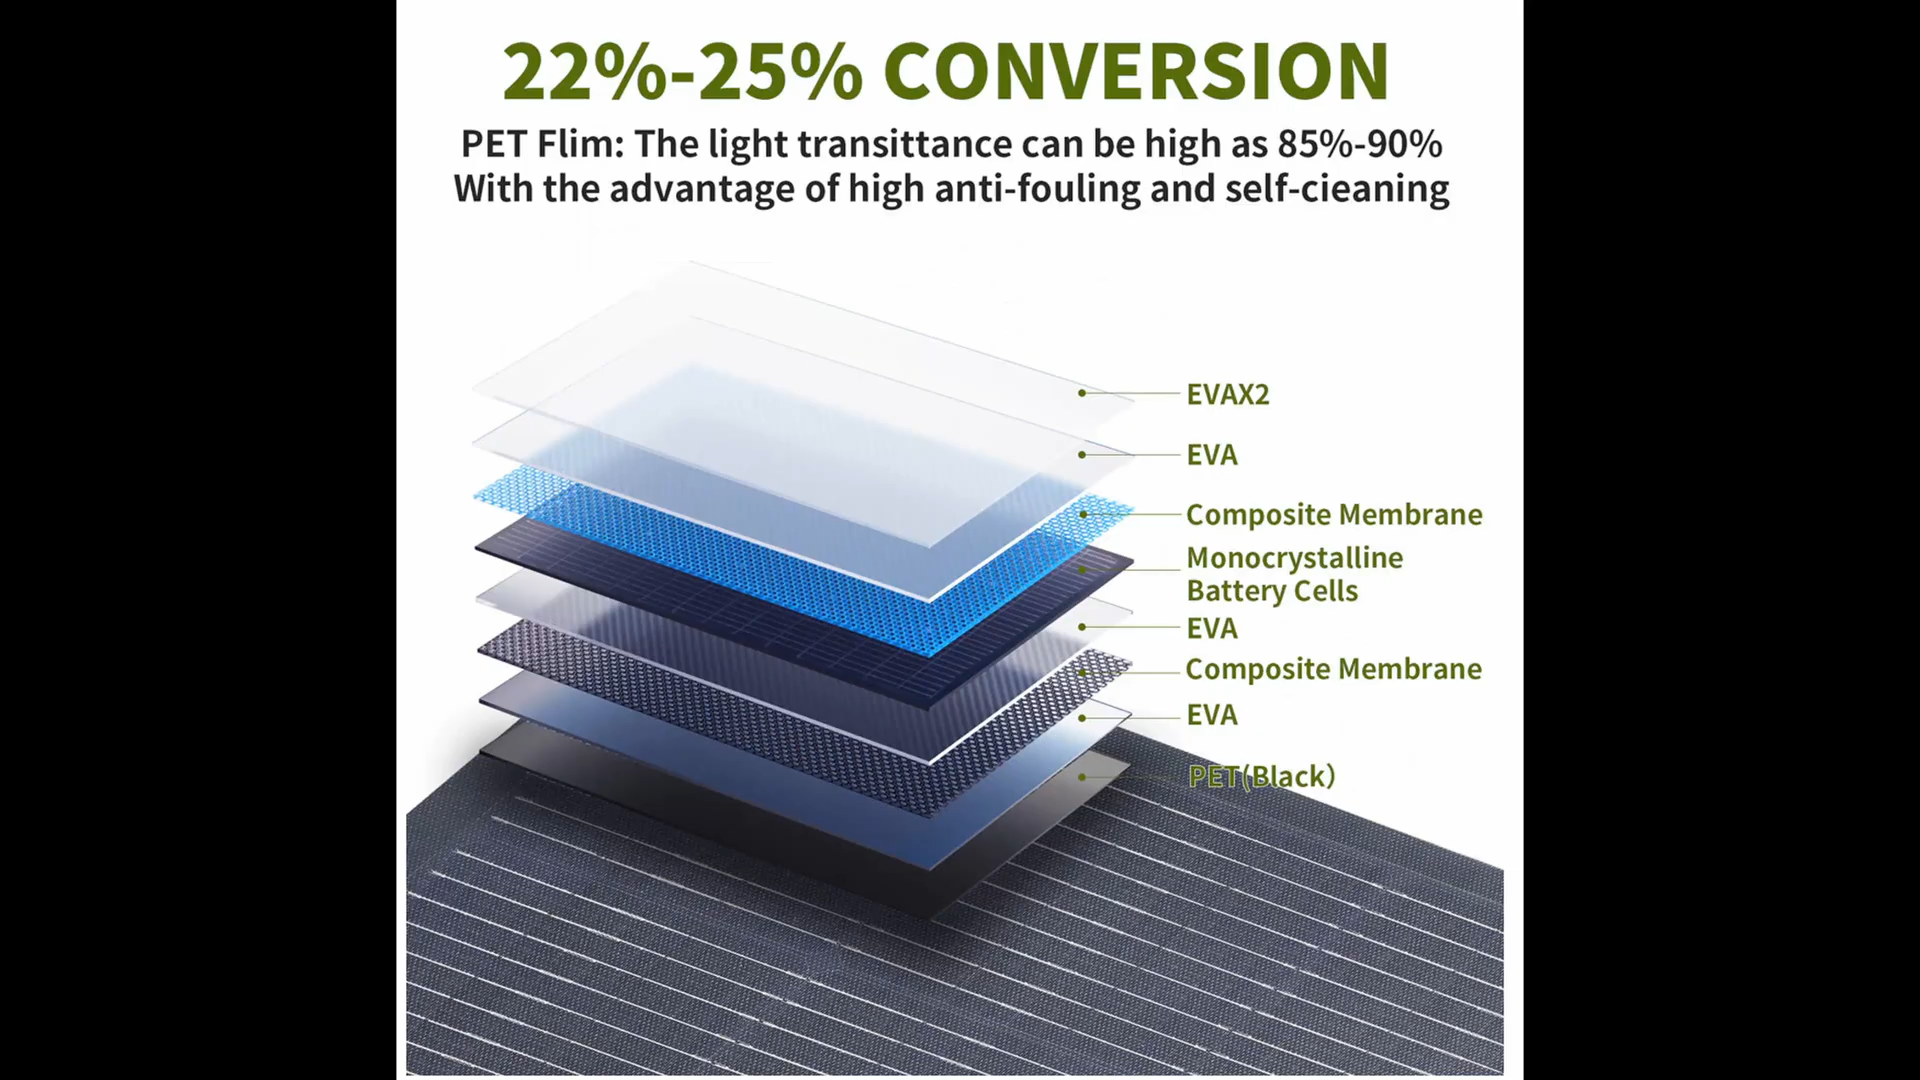 22%-25% CONVERSION
PET Flim: The light transittance can be high as 85%-90%
With the advantage of high anti-fouling and self-cieaning
EVAX2
EVA
Composite Membrane
Monocrystalline
Battery Cells
EVA
Composite Membrane
EVA
PET(Black）